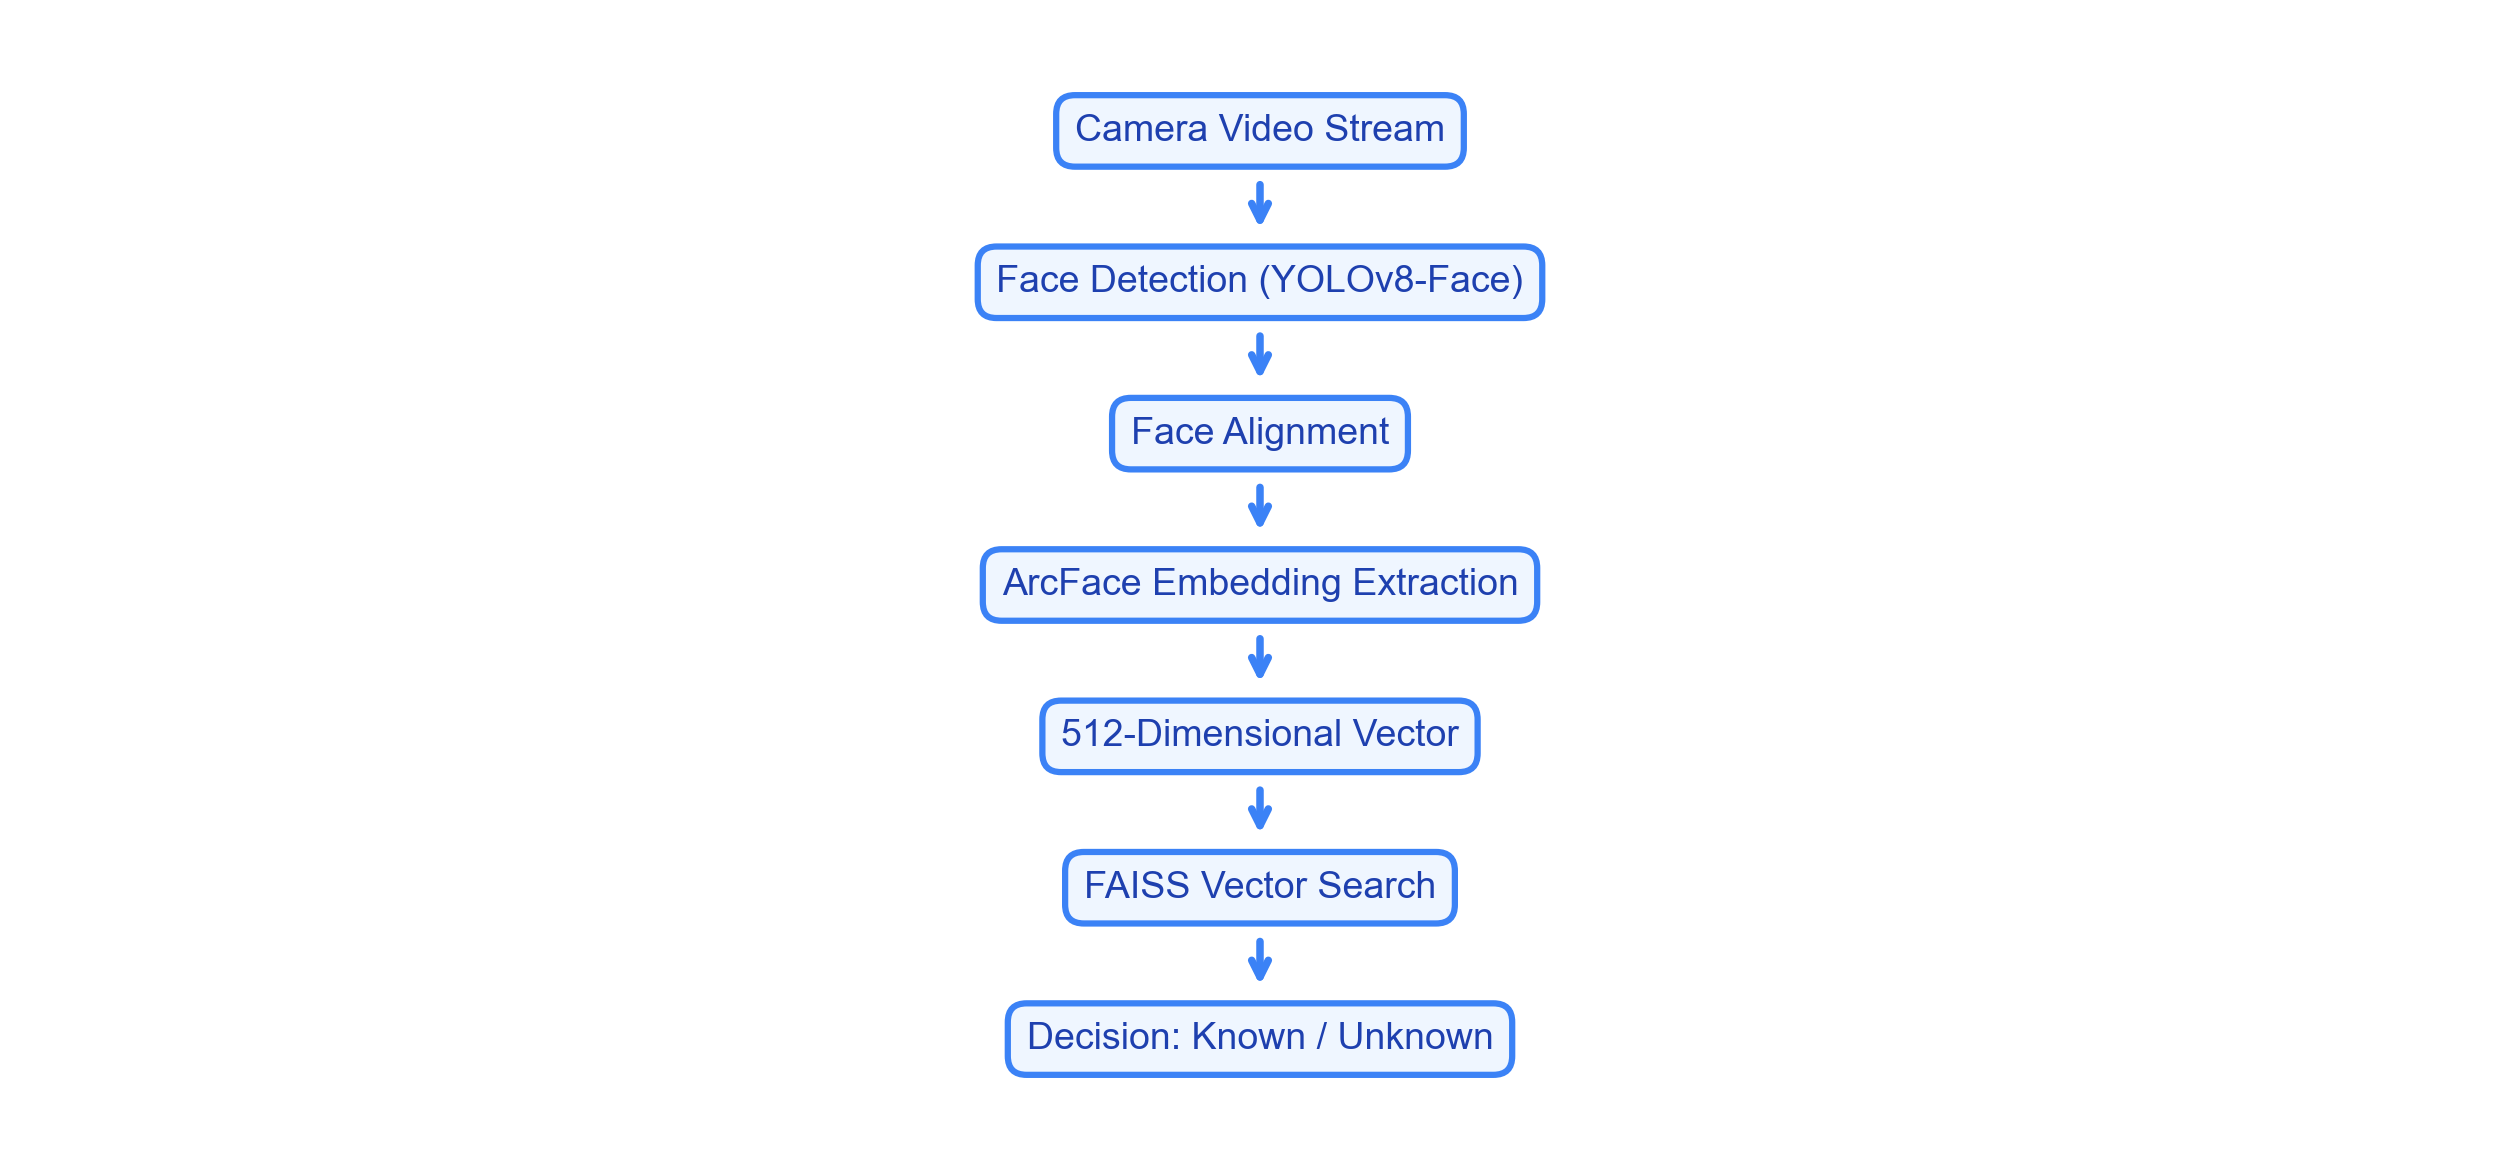 Camera Video Stream
Face Detection (YOLOv8-Face)
Face Alignment
ArcFace Embedding Extraction
512-Dimensional Vector
FAISS Vector Search
Decision: Known / Unknown